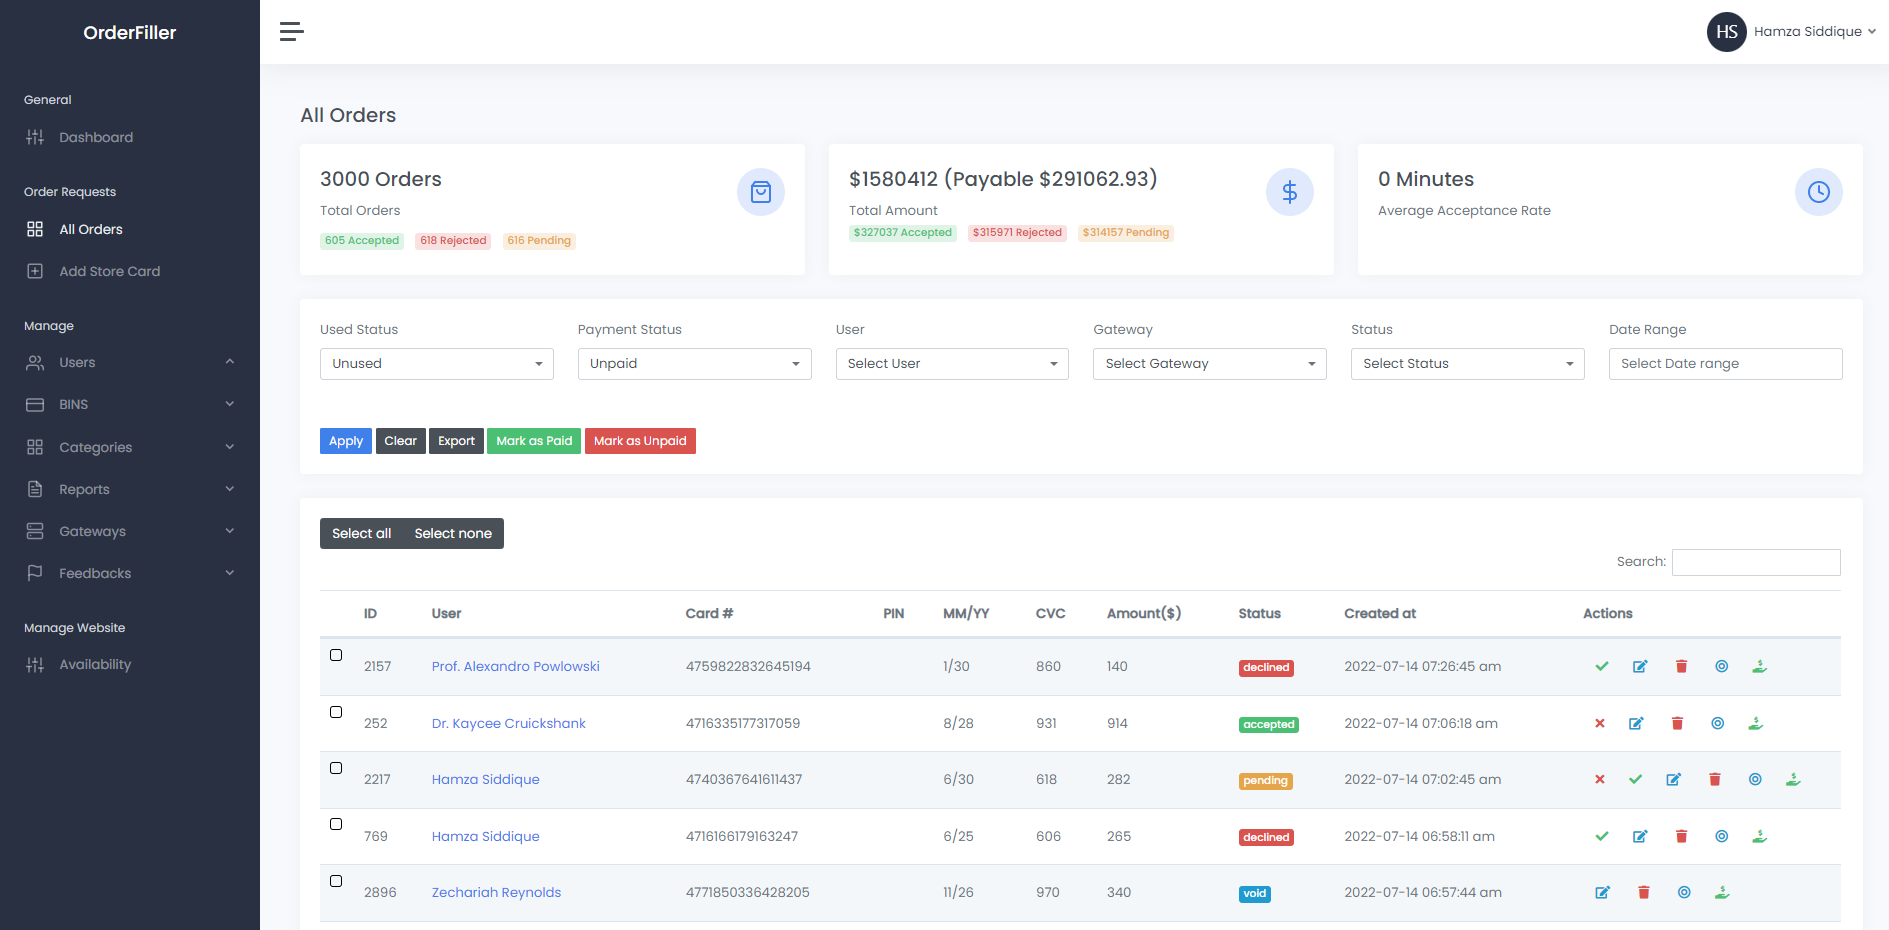 OrderFiller
HS Hamza Siddique
General
Dashboard
Order Requests
All Orders
Add Store Card
Manage
Users
BINS
Categories
Reports
Gateways
Feedbacks
Manage Website
Availability
All Orders
3000 Orders
Total Orders
605 Accepted 618 Rejected 616 Pending
$1580412 (Payable $291062.93)
Total Amount
$327037 Accepted $315971 Rejected $314157 Pending
0 Minutes
Average Acceptance Rate
Used Status Payment Status User Gateway Status Date Range
Unused Unpaid Select User Select Gateway Select Status Select Date range
Apply Clear Export Mark as Paid Mark as Unpaid
Select all Select none
Search:
ID User Card # PIN MM/YY CVC Amount($) Status Created at Actions
2157 Prof. Alexandro Powlowski 4759822832645194 1/30 860 140 declined 2022-07-14 07:26:45 am
252 Dr. Kaycee Cruickshank 4716335177317059 8/28 931 914 accepted 2022-07-14 07:06:18 am
2217 Hamza Siddique 4740367641611437 6/30 618 282 pending 2022-07-14 07:02:45 am
769 Hamza Siddique 4716166179163247 6/25 606 265 declined 2022-07-14 06:58:11 am
2896 Zechariah Reynolds 4771850336428205 11/26 970 340 void 2022-07-14 06:57:44 am